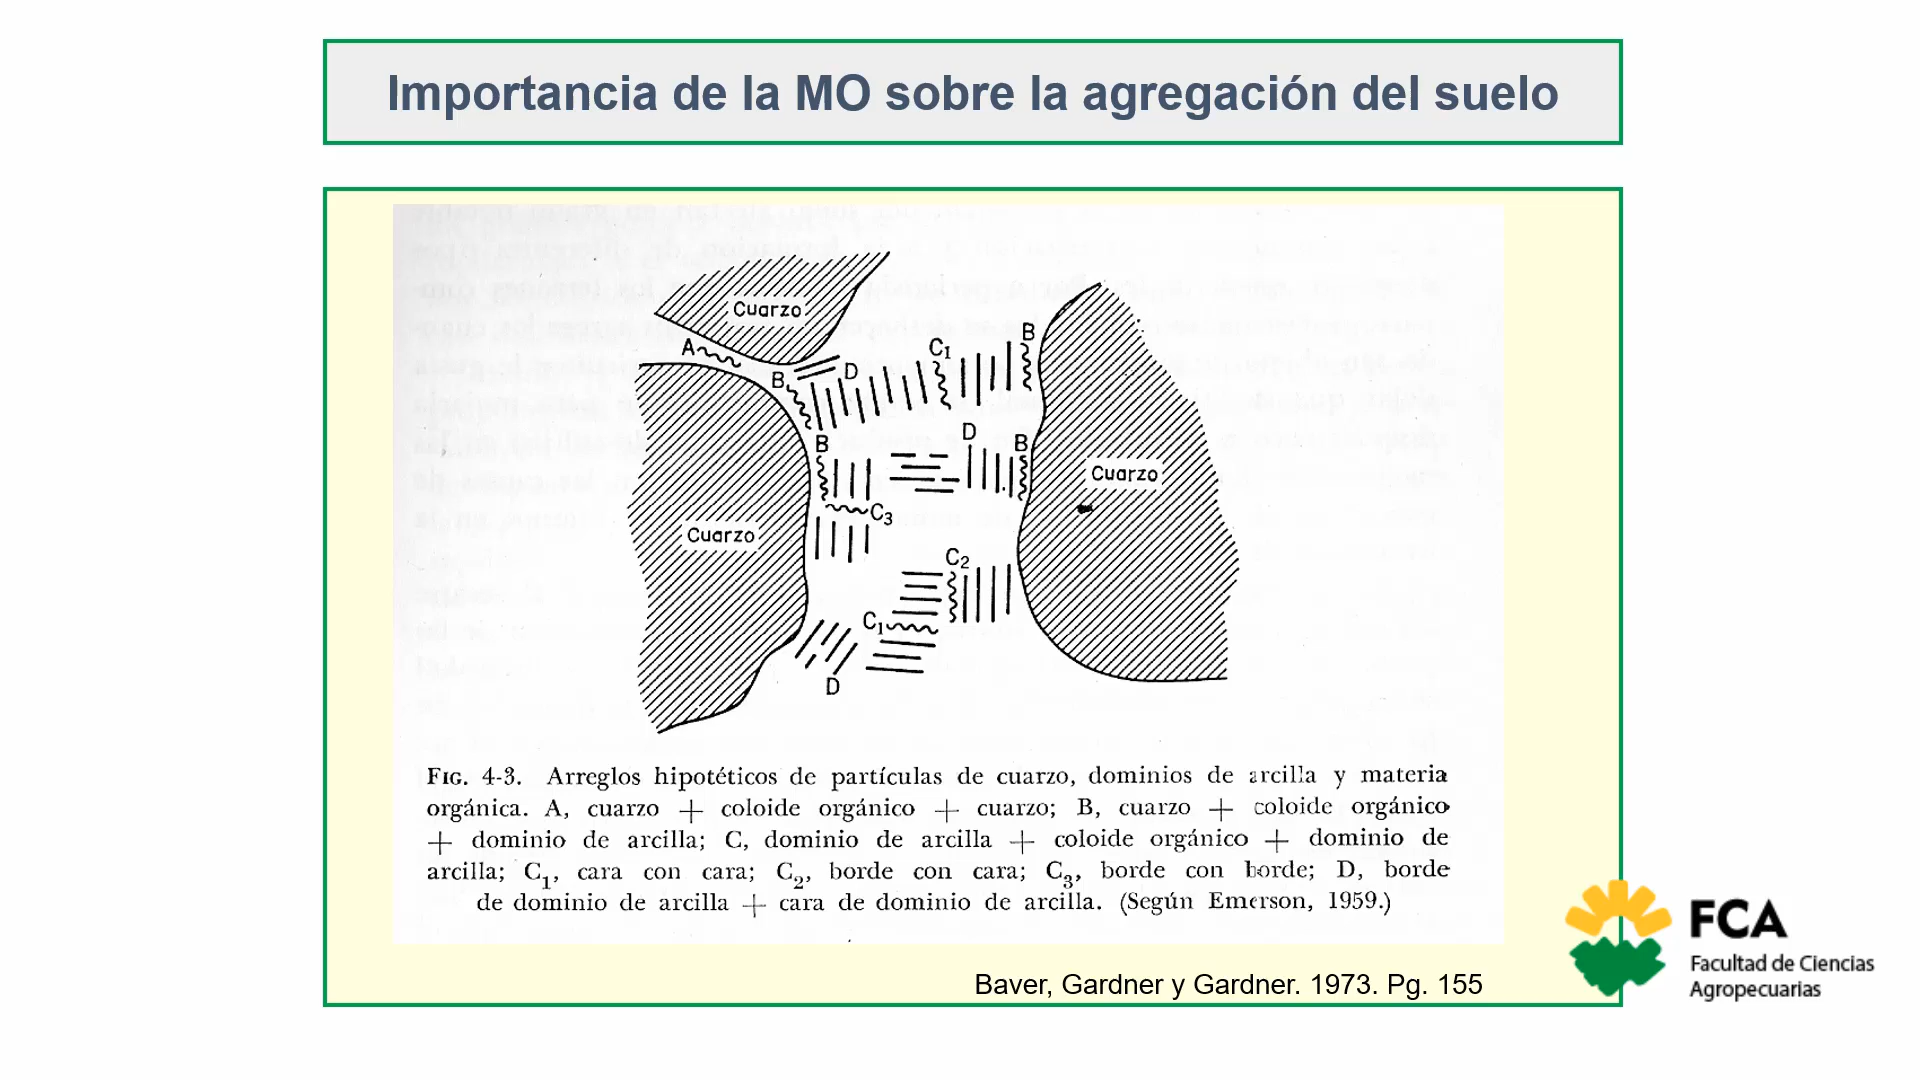 Importancia de la MO sobre la agregación del suelo
Cuarzo
A
B
D
C1
B
B
D
B
Cuarzo
C3
Cuarzo
C2
C1
D
FIG. 4-3. Arreglos hipotéticos de partículas de cuarzo, dominios de arcilla y materia
orgánica. A, cuarzo + coloide orgánico + cuarzo; B, cuarzo + coloide orgánico
+ dominio de arcilla; C, dominio de arcilla + coloide orgánico + dominio de
arcilla; C1, cara con cara; C2, borde con cara; C3, borde con borde; D, borde
de dominio de arcilla + cara de dominio de arcilla. (Según Emerson, 1959.)
Baver, Gardner y Gardner. 1973. Pg. 155
FCA
Facultad de Ciencias
Agropecuarias